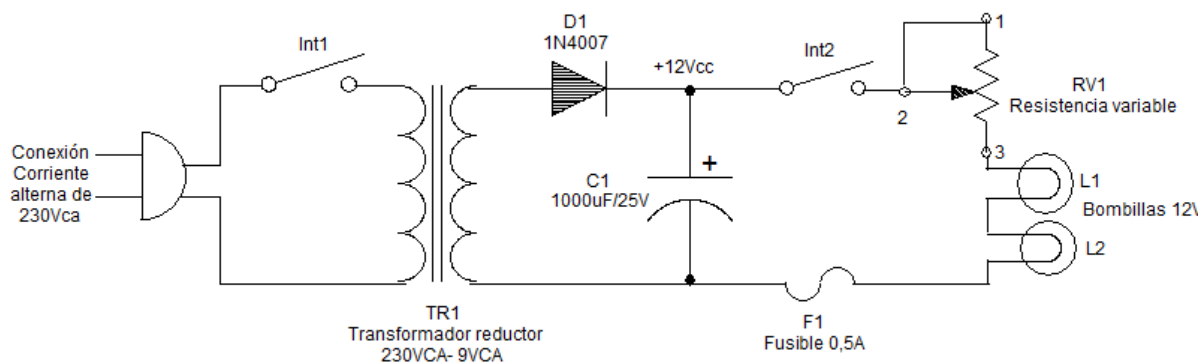 Int1
D1
1N4007
+12Vcc
Int2
1
2
RV1
Resistencia variable
3
Conexión
Corriente
alterna de
230Vca
+
C1
1000uF/25V
L1
Bombillas 12V
L2
TR1
Transformador reductor
230VCA- 9VCA
F1
Fusible 0,5A